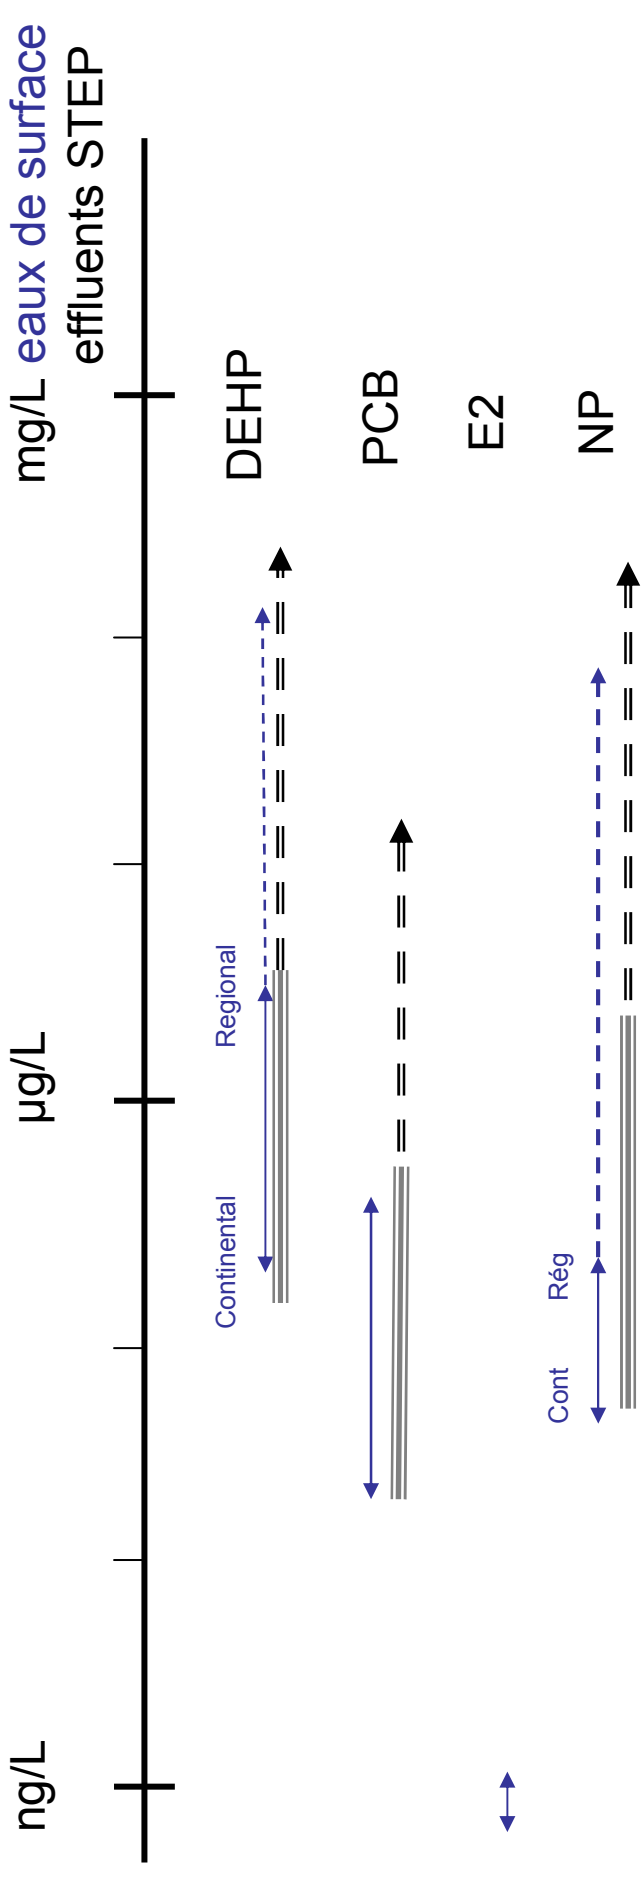 ng/L
µg/L
mg/L
eaux de surface
effluents STEP
Continental
Regional
DEHP
PCB
E2
Cont
Rég
NP